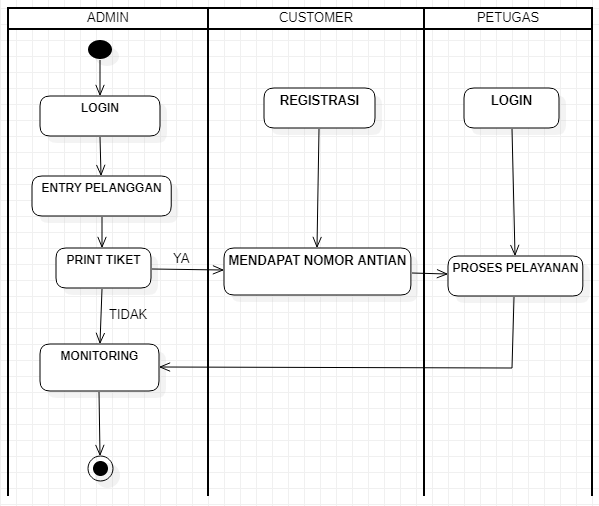 ADMIN
CUSTOMER
PETUGAS
LOGIN
REGISTRASI
LOGIN
ENTRY PELANGGAN
PRINT TIKET
YA
MENDAPAT NOMOR ANTIAN
PROSES PELAYANAN
TIDAK
MONITORING